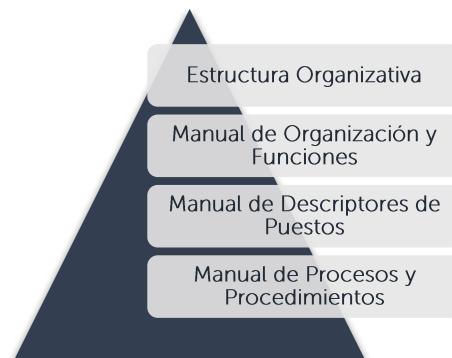 Estructura Organizativa
Manual de Organización y
Funciones
Manual de Descriptores de
Puestos
Manual de Procesos y
Procedimientos